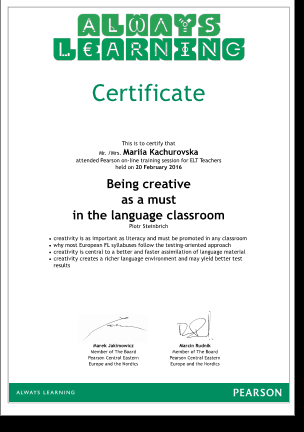 ALWAYS
LEARNING
Certificate
This is to certify that
Mr. /Mrs. Mariia Kachurovska
attended Pearson on-line training session for ELT Teachers
held on 20 February 2016
Being creative
as a must
in the language classroom
Piotr Steinbrich
• creativity is as important as literacy and must be promoted in any classroom
• why most European FL syllabuses follow the testing-oriented approach
• creativity is central to a better and faster assimilation of language material
• creativity creates a richer language environment and may yield better test
results
Marek Jakimowicz
Member of The Board
Pearson Central Eastern
Europe and the Nordics
Marcin Rudnik
Member of The Board
Pearson Central Eastern
Europe and the Nordics
ALWAYS LEARNING
PEARSON